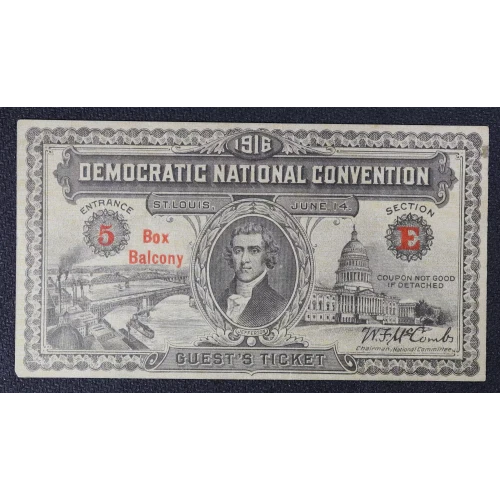 1916
DEMOCRATIC NATIONAL CONVENTION
ST. LOUIS, JUNE 14
ENTRANCE
5
Box
Balcony
SECTION
E
COUPON NOT GOOD
IF DETACHED
JEFFERSON
W. F. McCombs
Chairman, National Committee
GUEST'S TICKET